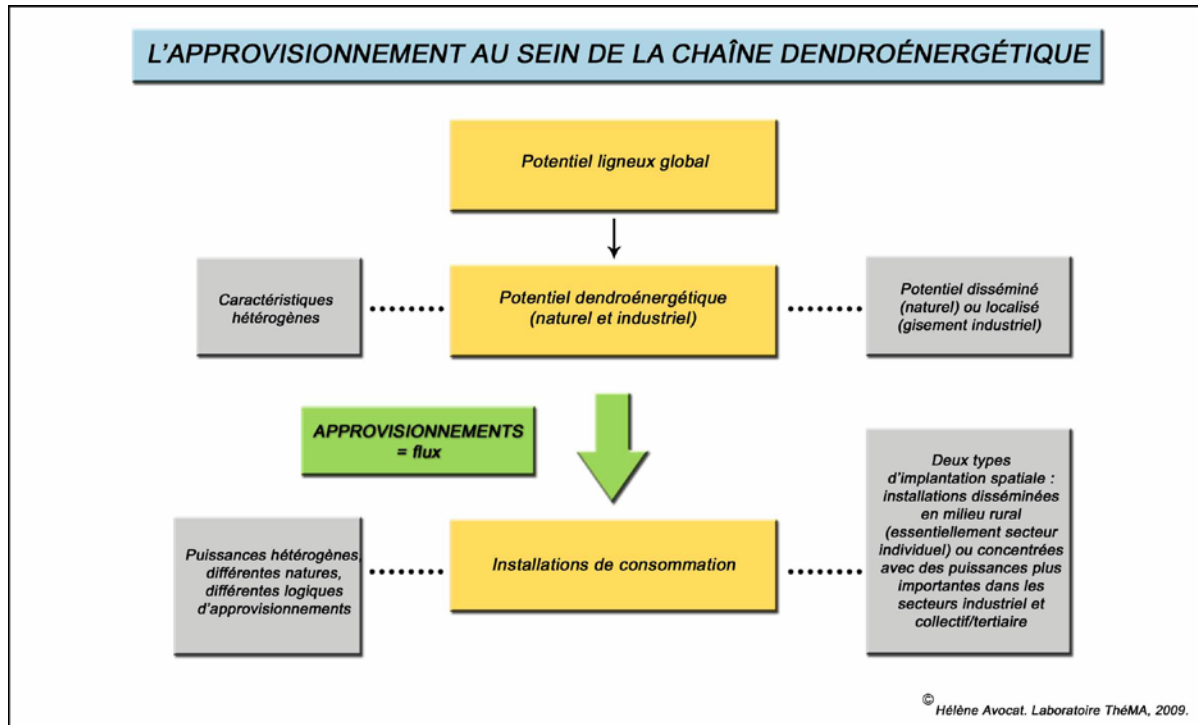 L'APPROVISIONNEMENT AU SEIN DE LA CHAÎNE DENDROÉNERGÉTIQUE
Potentiel ligneux global
Caractéristiques
hétérogènes
Potentiel dendroénergétique
(naturel et industriel)
Potentiel disséminé
(naturel) ou localisé
(gisement industriel)
APPROVISIONNEMENTS
= flux
Puissances hétérogènes,
différentes natures,
différentes logiques
d'approvisionnements
Installations de consommation
Deux types
d'implantation spatiale :
installations disséminées
en milieu rural
(essentiellement secteur
individuel) ou concentrées
avec des puissances plus
importantes dans les
secteurs industriel et
collectif/tertiaire
© Hélène Avocat. Laboratoire ThéMA, 2009.